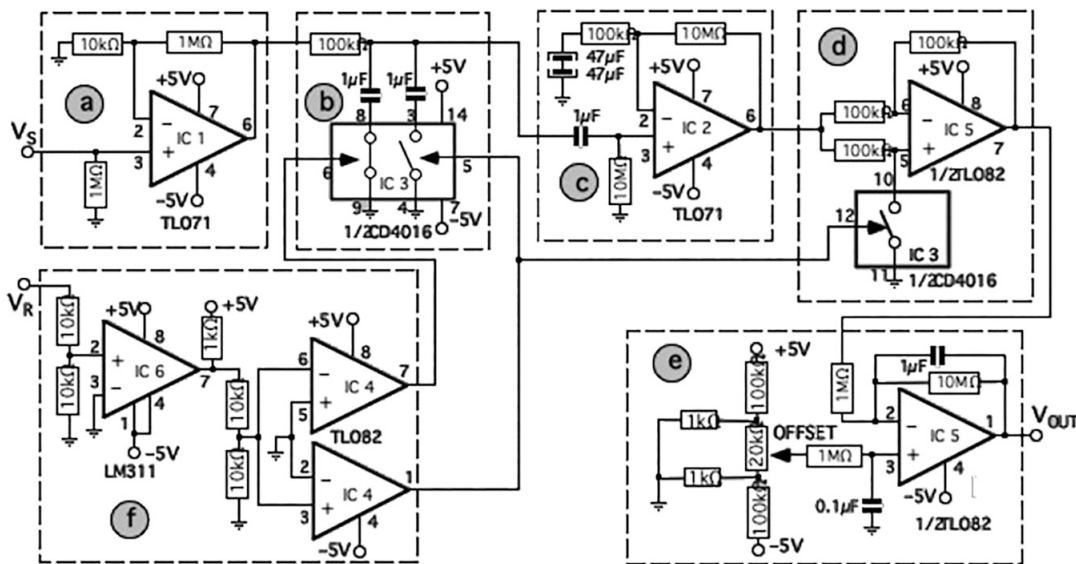 a
10kΩ
1MΩ
+5V
7
2
6
IC 1
3
4
VS
1MΩ
-5V
TL071
b
100kΩ
1µF
1µF
+5V
8
3
14
6
5
IC 3
9
4
7
-5V
1/2CD4016
c
100kΩ
10MΩ
47µF
47µF
+5V
7
1µF
2
6
IC 2
3
4
10MΩ
-5V
TL071
d
100kΩ
+5V
8
100kΩ
6
IC 5
7
100kΩ
5
1/2TL082
10
12
IC 3
11
1/2CD4016
VR
f
10kΩ
10kΩ
+5V
8
2
3
IC 6
7
1
4
-5V
LM311
+5V
1kΩ
10kΩ
10kΩ
+5V
8
6
7
IC 4
5
TL082
2
1
IC 4
3
4
-5V
e
+5V
100kΩ
1kΩ
20kΩ
OFFSET
1kΩ
100kΩ
-5V
1MΩ
1MΩ
0.1µF
1µF
10MΩ
2
1
IC 5
3
4
-5V
1/2TL082
VOUT